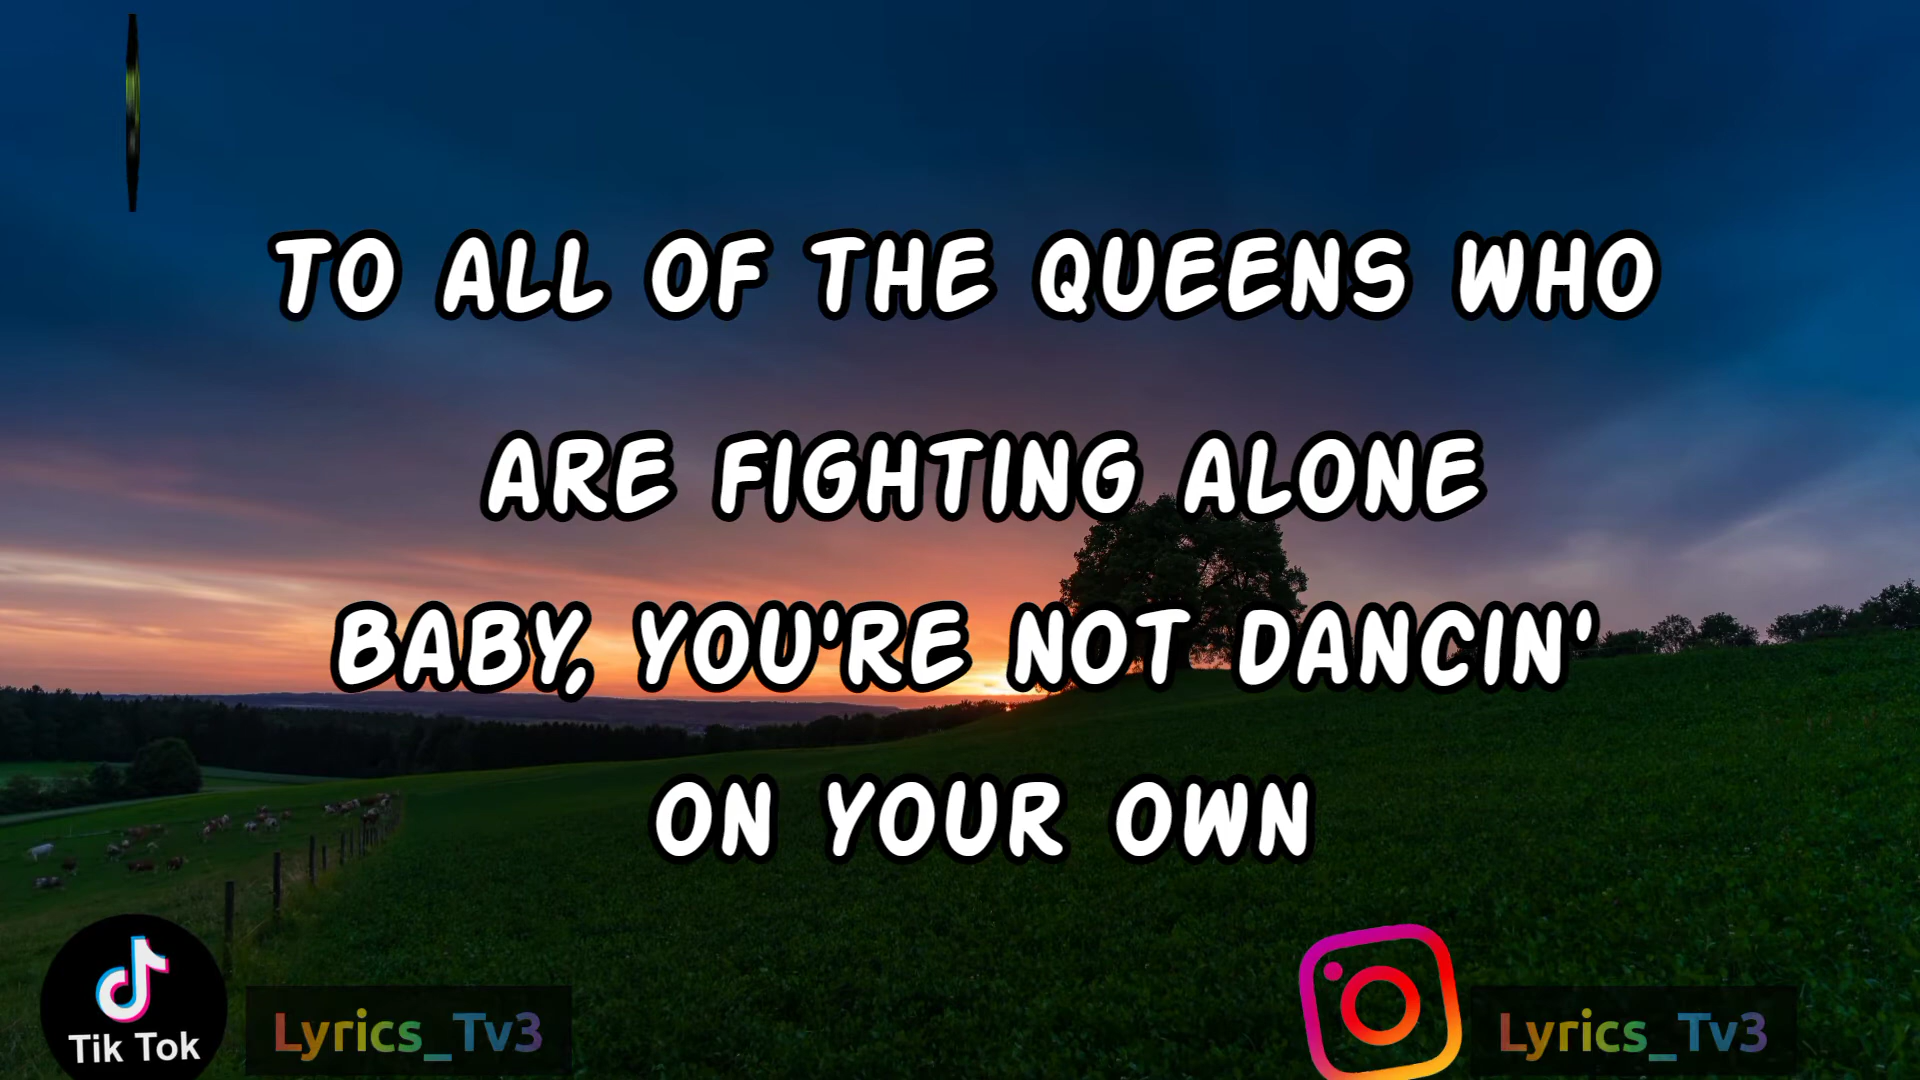 TO ALL OF THE QUEENS WHO
ARE FIGHTING ALONE
BABY, YOU'RE NOT DANCIN'
ON YOUR OWN
Tik Tok
Lyrics_Tv3
Lyrics_Tv3